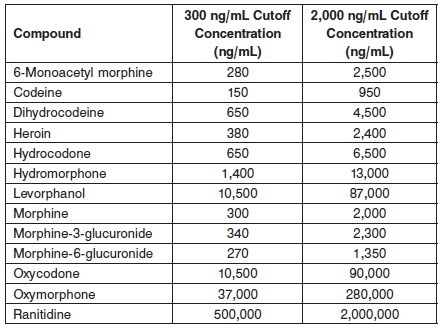 Compound 300 ng/mL Cutoff Concentration (ng/mL) 2,000 ng/mL Cutoff Concentration (ng/mL)
6-Monoacetyl morphine 280 2,500
Codeine 150 950
Dihydrocodeine 650 4,500
Heroin 380 2,400
Hydrocodone 650 6,500
Hydromorphone 1,400 13,000
Levorphanol 10,500 87,000
Morphine 300 2,000
Morphine-3-glucuronide 340 2,300
Morphine-6-glucuronide 270 1,350
Oxycodone 10,500 90,000
Oxymorphone 37,000 280,000
Ranitidine 500,000 2,000,000